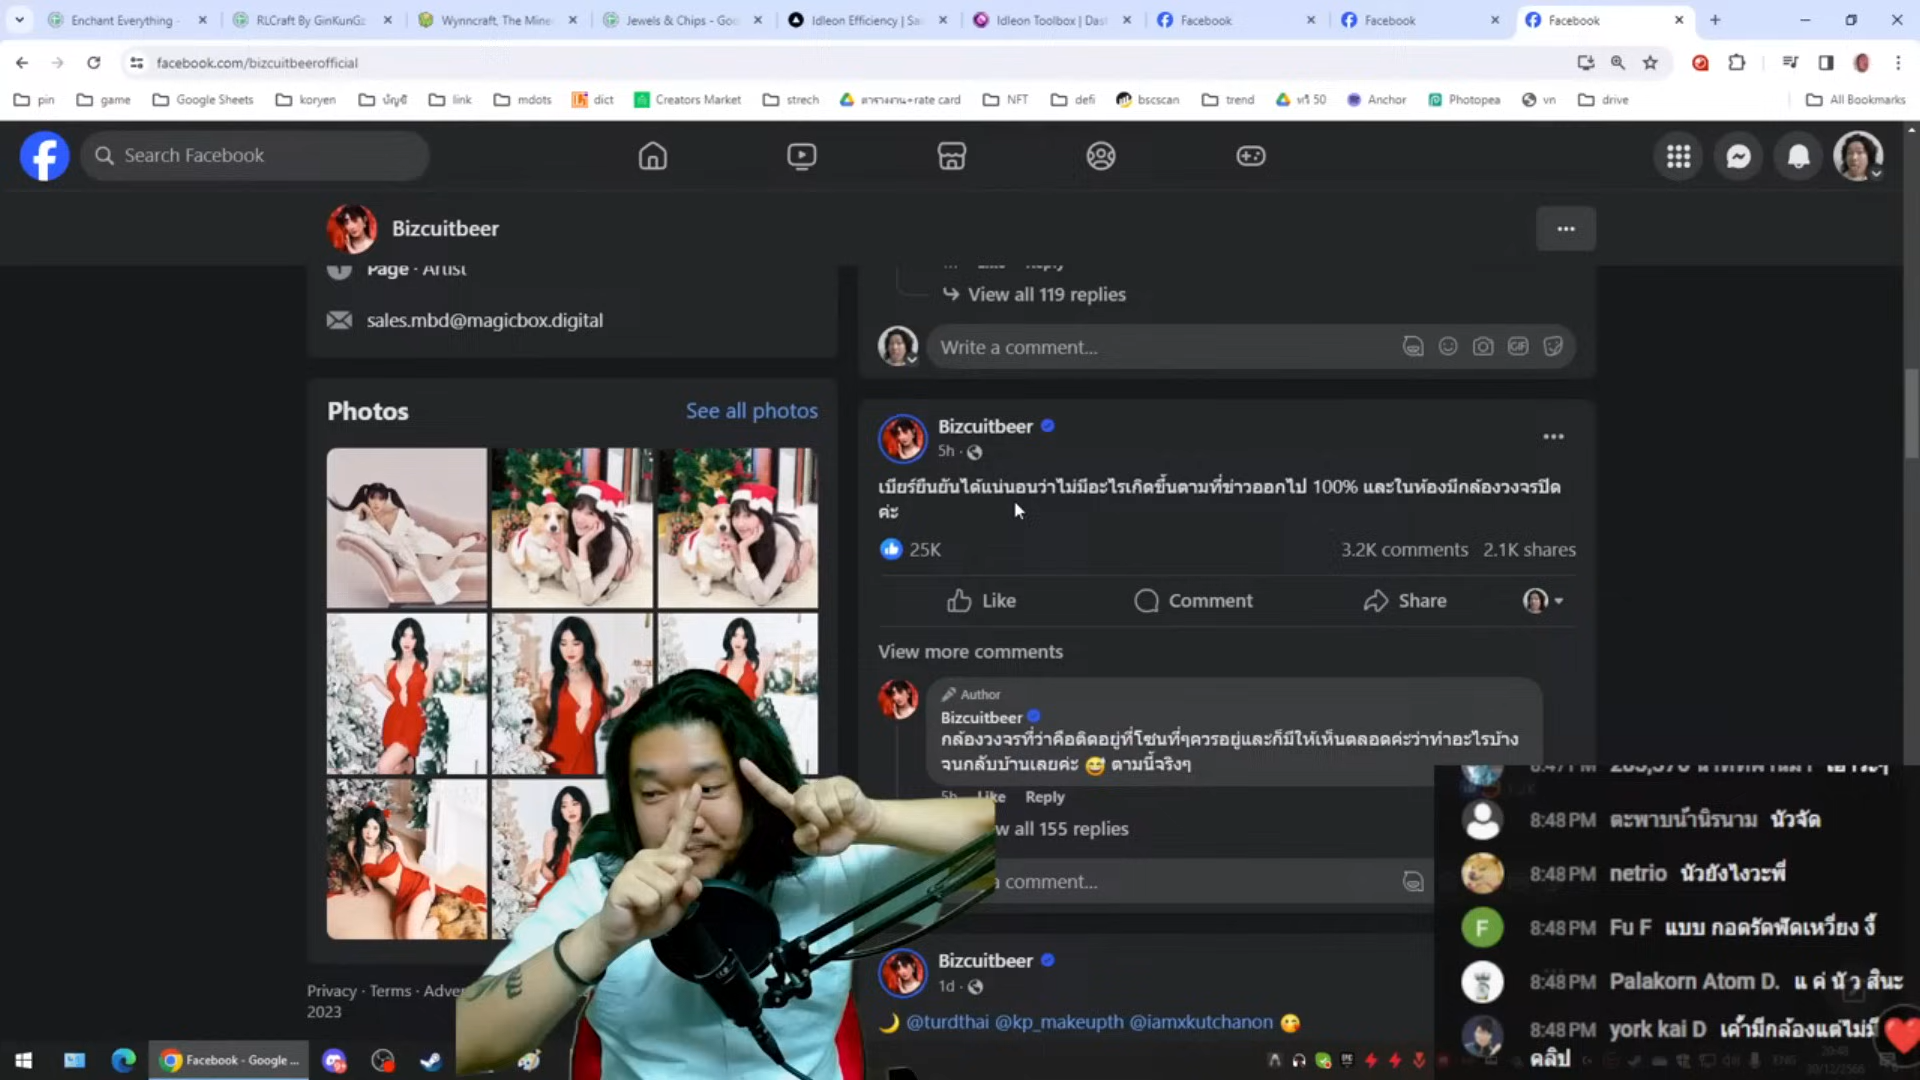 Enchant Everything -
RLCraft By GinKunGz
Wynncraft, The Mine
Jewels & Chips - Goo
Idleon Efficiency | Sa
Idleon Toolbox | Das
Facebook
Facebook
Facebook
facebook.com/bizcuitbeerofficial
pin
game
Google Sheets
koryen
บัญชี
link
mdots
dict
Creators Market
strech
ตารางงาน+rate card
NFT
defi
bscscan
trend
ทวิ 50
Anchor
Photopea
vn
drive
All Bookmarks
Search Facebook
Bizcuitbeer
Page · Artist
sales.mbd@magicbox.digital
Photos
See all photos
Privacy · Terms · Adver
2023
Like Reply
View all 119 replies
Write a comment...
Bizcuitbeer
5h
เบียร์ยืนยันได้แน่นอนว่าไม่มีอะไรเกิดขึ้นตามที่ข่าวออกไป 100% และในห้องมีกล้องวงจรปิด
ค่ะ
25K
3.2K comments 2.1K shares
Like
Comment
Share
View more comments
Author
Bizcuitbeer
กล้องวงจรที่ว่าคือติดอยู่ที่โซนที่ๆควรอยู่และก็มีให้เห็นตลอดค่ะว่าทำอะไรบ้าง
จนกลับบ้านเลยค่ะ 😅 ตามนี้จริงๆ
5h Like Reply
w all 155 replies
a comment...
Bizcuitbeer
1d
🌙 @turdthai @kp_makeupth @iamxkutchanon 😋
8:48 PM ตะพาบน้ำนิรนาม นัวจัด
8:48 PM netrio นัวยังไงวะพี่
F 8:48 PM Fu F แบบ กอดรัดฟัดเหวี่ยง งี้
8:48 PM Palakorn Atom D. แ ค่ นั ว สินะ
8:48 PM york kai D เค้ามีกล้องแต่ไม่มี
คลิป
Facebook - Google ...
ENG
30/12/2566